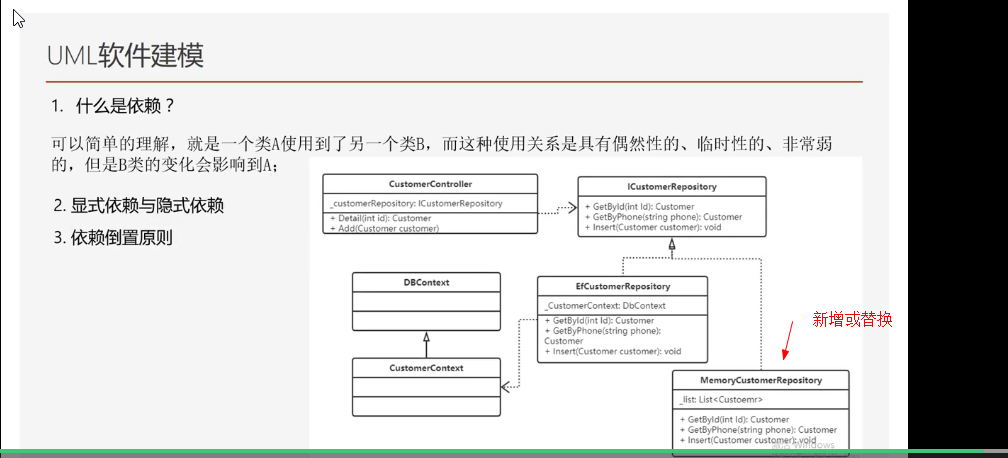 UML软件建模
1. 什么是依赖？
可以简单的理解，就是一个类A使用到了另一个类B，而这种使用关系是具有偶然性的、临时性的、非常弱
的，但是B类的变化会影响到A；
2. 显式依赖与隐式依赖
3. 依赖倒置原则
CustomerController
_customerRepository: ICustomerRepository
+ Detail(int id): Customer
+ Add(Customer customer)
ICustomerRepository
+ GetById(int Id): Customer
+ GetByPhone(string phone): Customer
+ Insert(Customer customer): void
DBContext
CustomerContext
EfCustomerRepository
_CustomerContext: DbContext
+ GetById(int Id): Customer
+ GetByPhone(string phone):
Customer
+ Insert(Customer customer): void
新增或替换
MemoryCustomerRepository
_list: List<Custoemr>
+ GetById(int Id): Customer
+ GetByPhone(string phone): Customer
+ Insert(Customer customer): void
激活 Windows